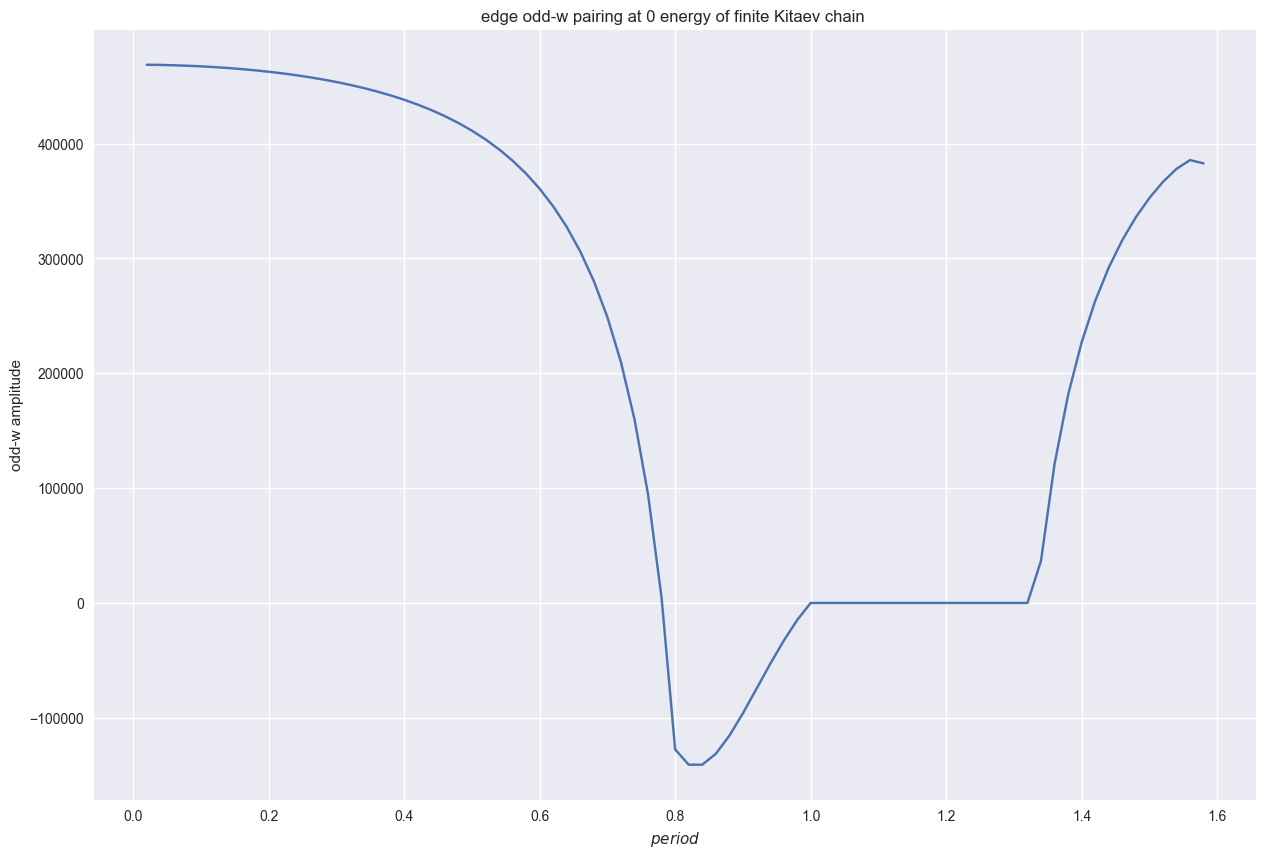 edge odd-w pairing at 0 energy of finite Kitaev chain
odd-w amplitude
400000
300000
200000
100000
0
−100000
0.0 0.2 0.4 0.6 0.8 1.0 1.2 1.4 1.6
period